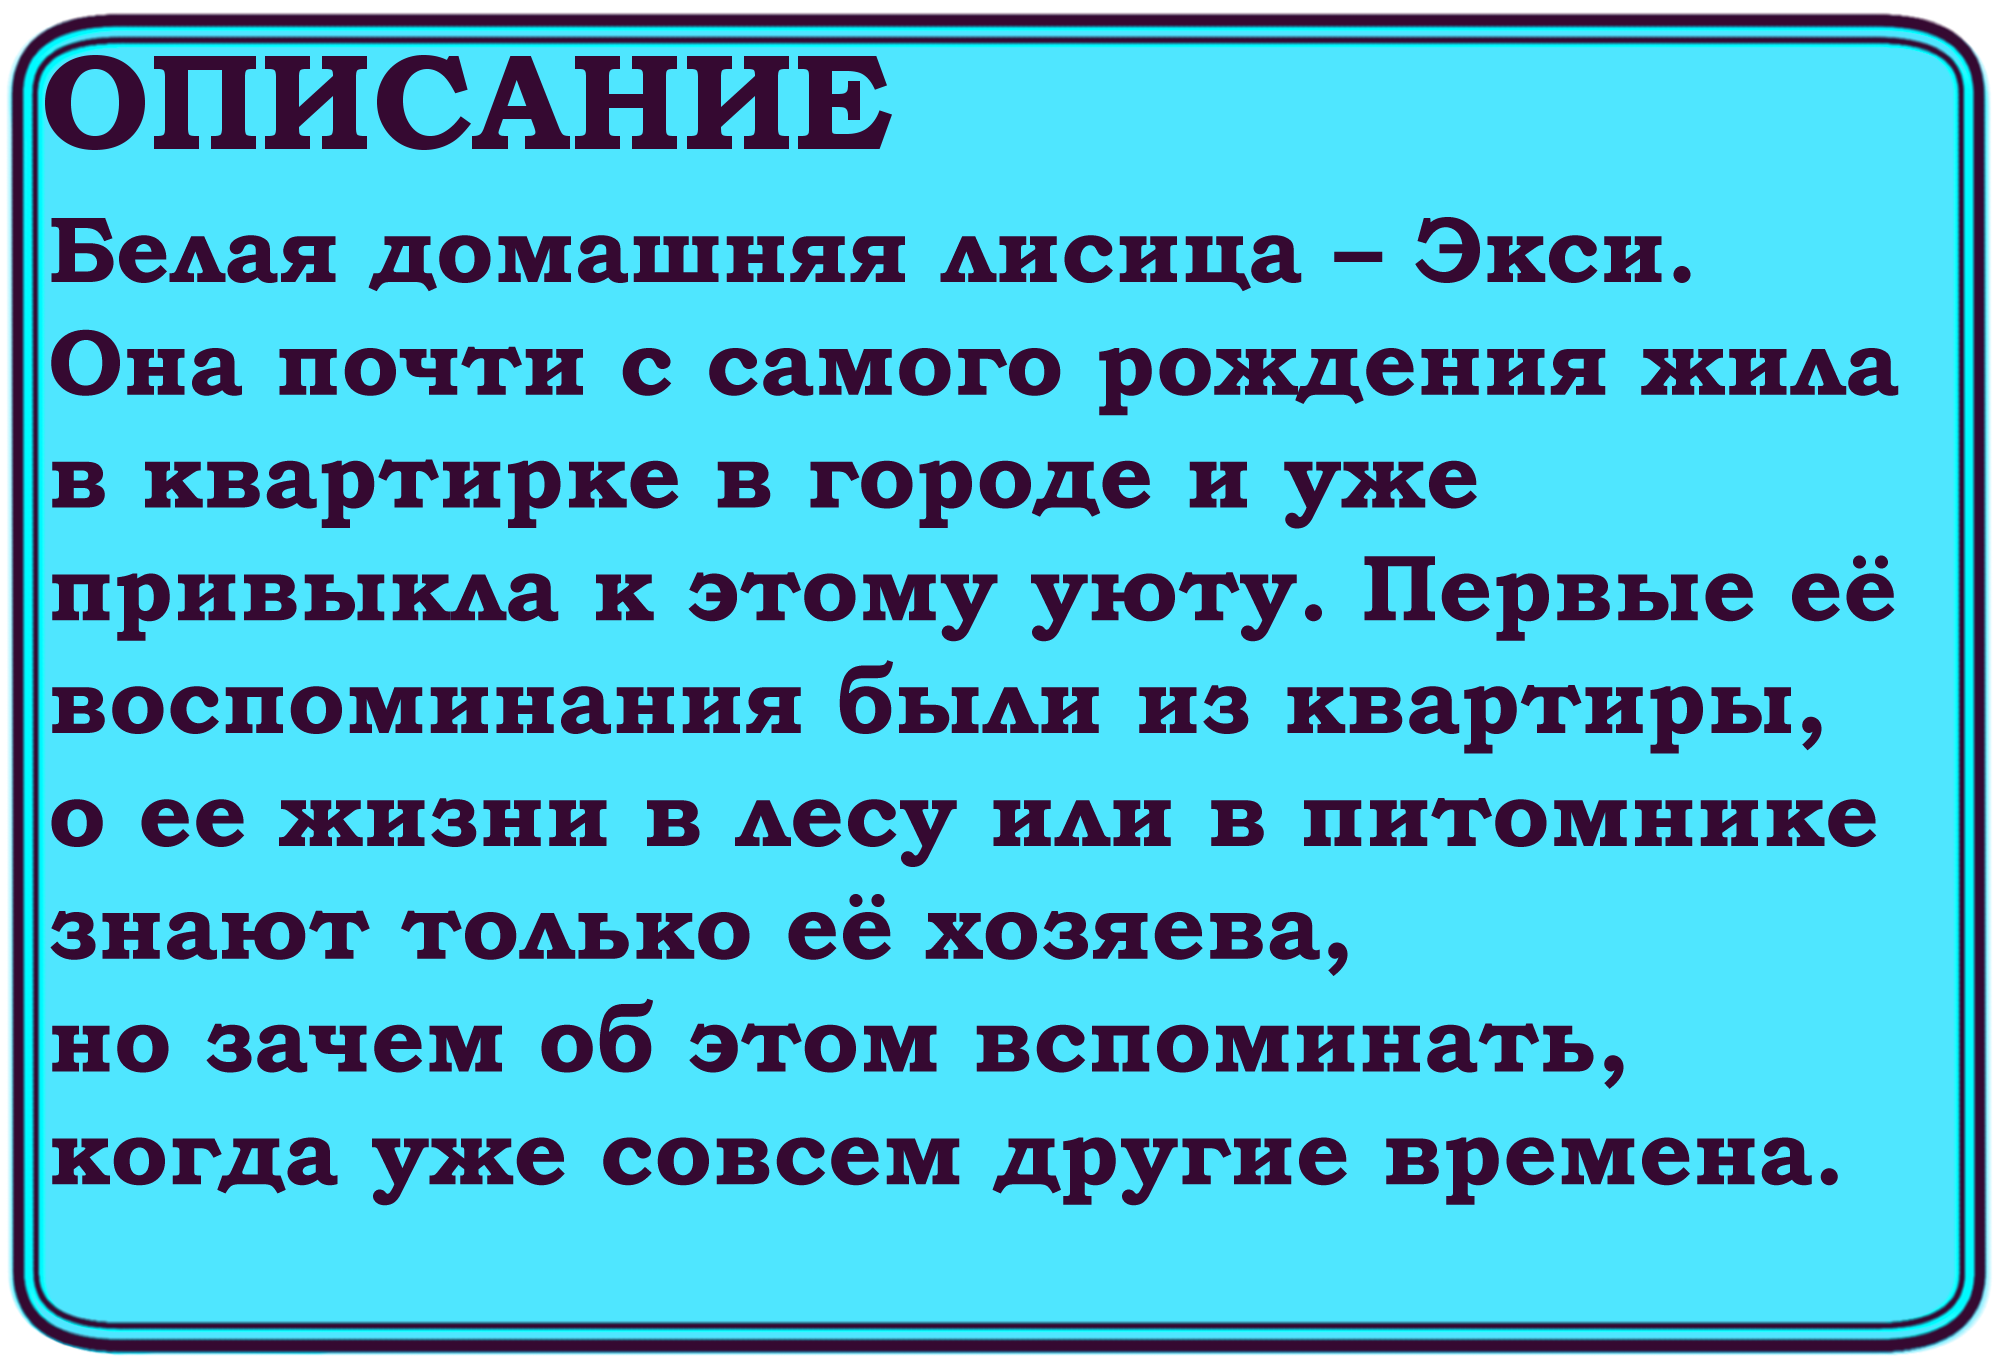 ОПИСАНИЕ
Белая домашняя лисица – Экси.
Она почти с самого рождения жила
в квартирке в городе и уже
привыкла к этому уюту. Первые её
воспоминания были из квартиры,
о ее жизни в лесу или в питомнике
знают только её хозяева,
но зачем об этом вспоминать,
когда уже совсем другие времена.